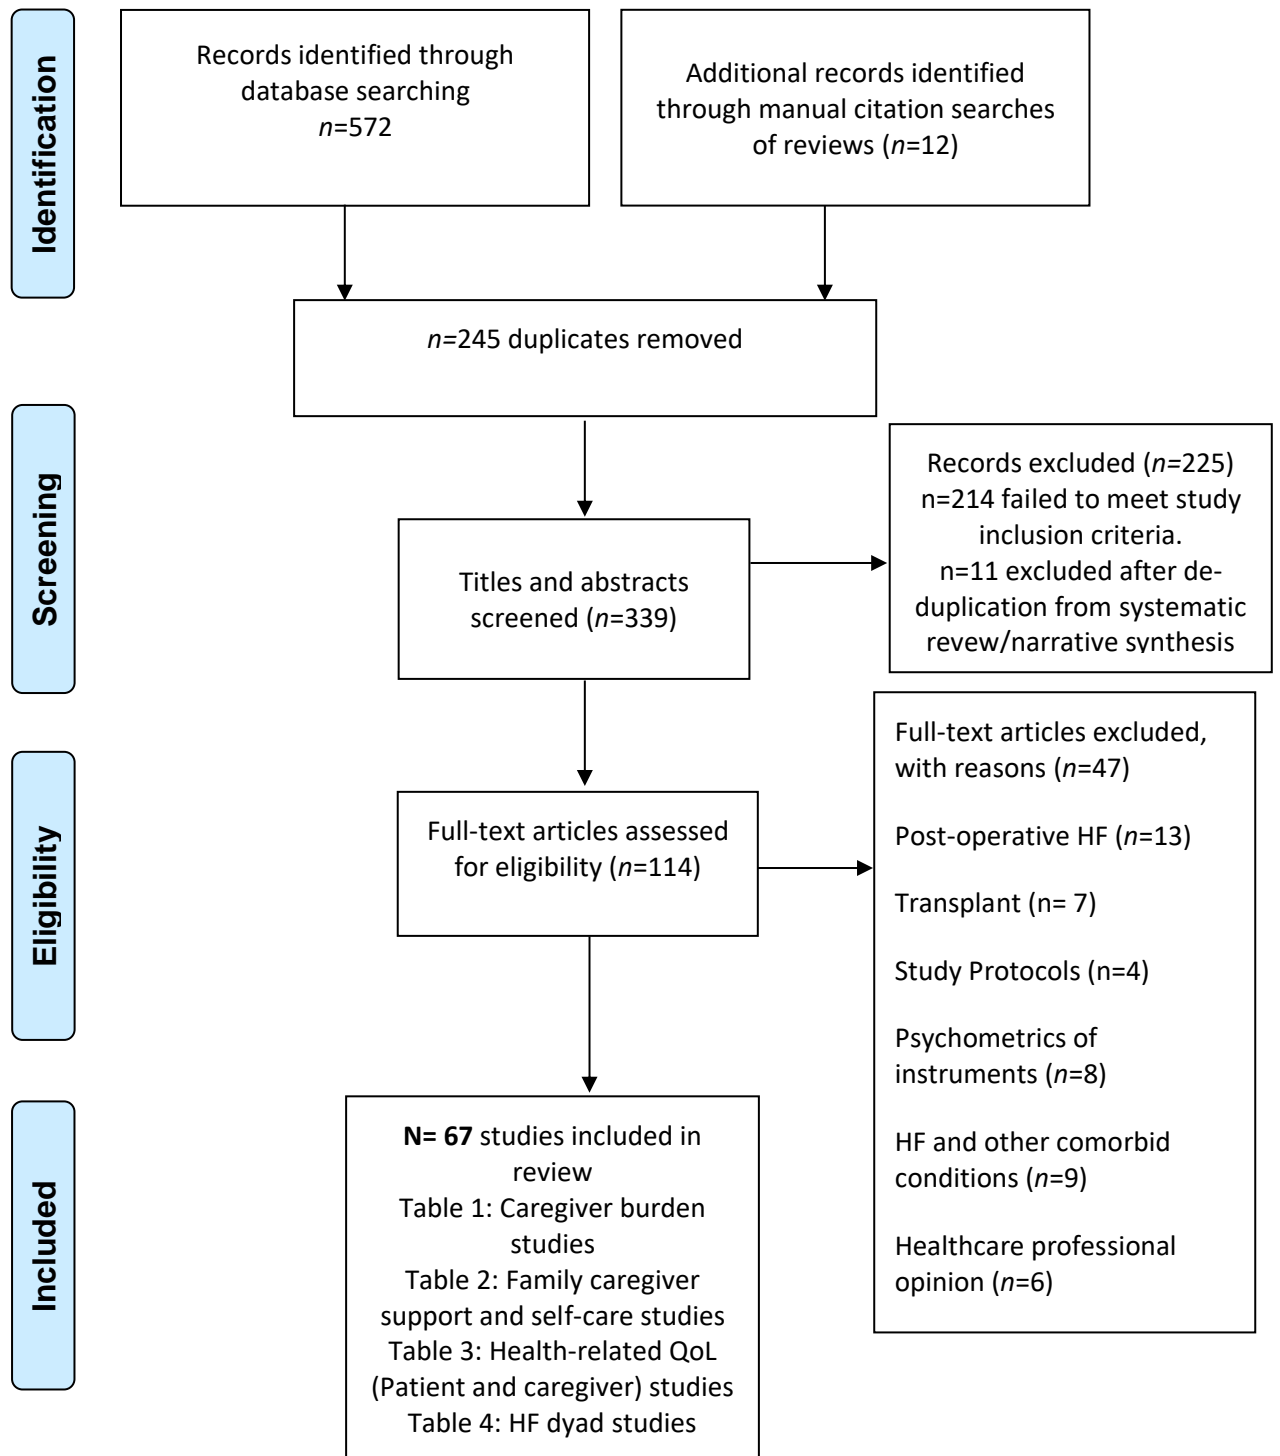 Identification
Records identified through
database searching
n=572
Additional records identified
through manual citation searches
of reviews (n=12)
n=245 duplicates removed
Screening
Titles and abstracts
screened (n=339)
Records excluded (n=225)
n=214 failed to meet study
inclusion criteria.
n=11 excluded after de-
duplication from systematic
revew/narrative synthesis
Eligibility
Full-text articles assessed
for eligibility (n=114)
Full-text articles excluded,
with reasons (n=47)
Post-operative HF (n=13)
Transplant (n= 7)
Study Protocols (n=4)
Psychometrics of
instruments (n=8)
HF and other comorbid
conditions (n=9)
Healthcare professional
opinion (n=6)
Included
N= 67 studies included in
review
Table 1: Caregiver burden
studies
Table 2: Family caregiver
support and self-care studies
Table 3: Health-related QoL
(Patient and caregiver) studies
Table 4: HF dyad studies